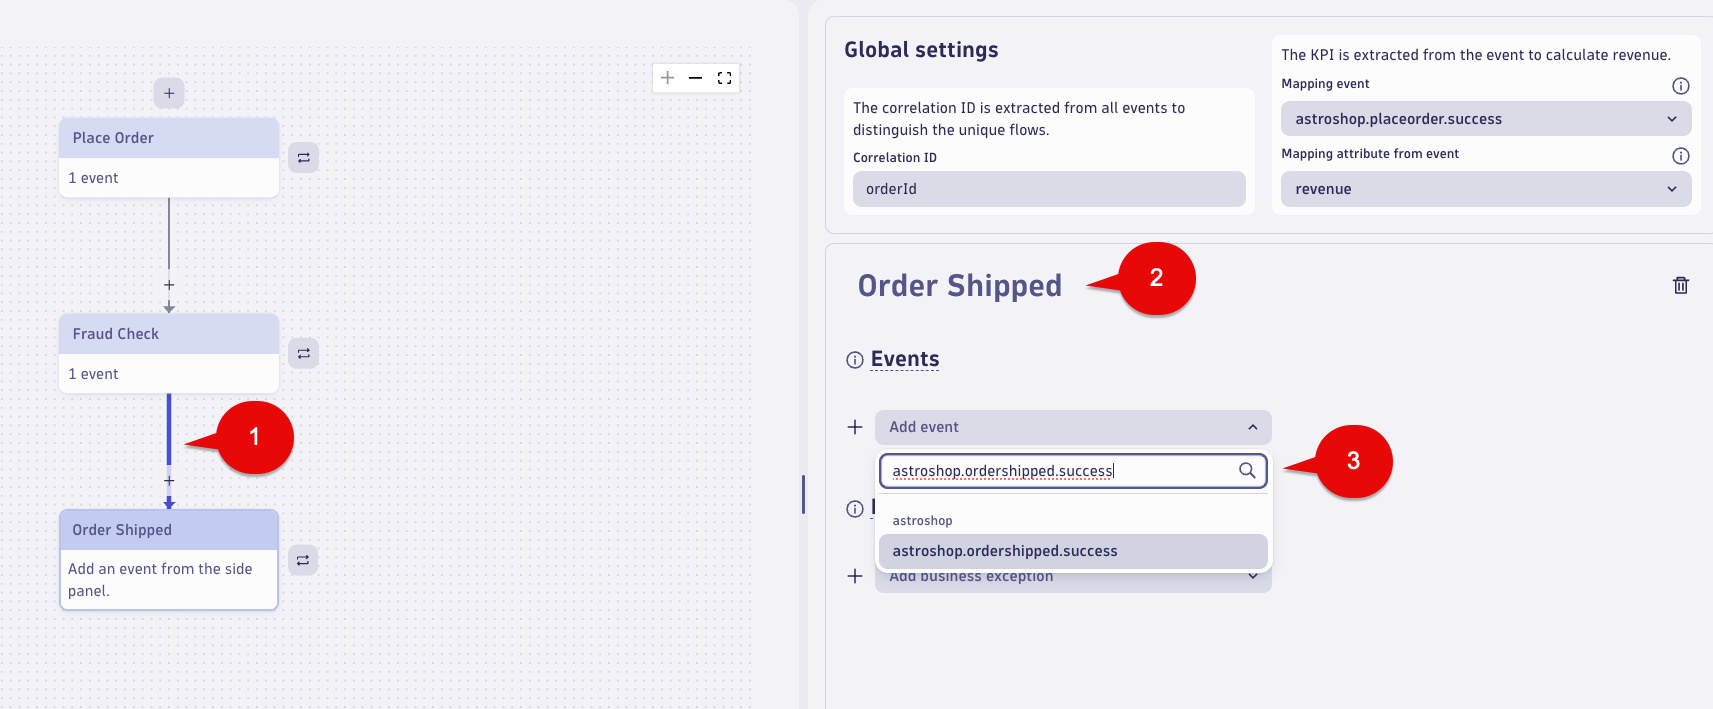 Place Order
1 event
Fraud Check
1 event
1
Order Shipped
Add an event from the side
panel.
Global settings
The correlation ID is extracted from all events to
distinguish the unique flows.
Correlation ID
orderId
The KPI is extracted from the event to calculate revenue.
Mapping event
astroshop.placeorder.success
Mapping attribute from event
revenue
Order Shipped
2
Events
Add event
astroshop.ordershipped.success
3
astroshop
astroshop.ordershipped.success
Add business exception